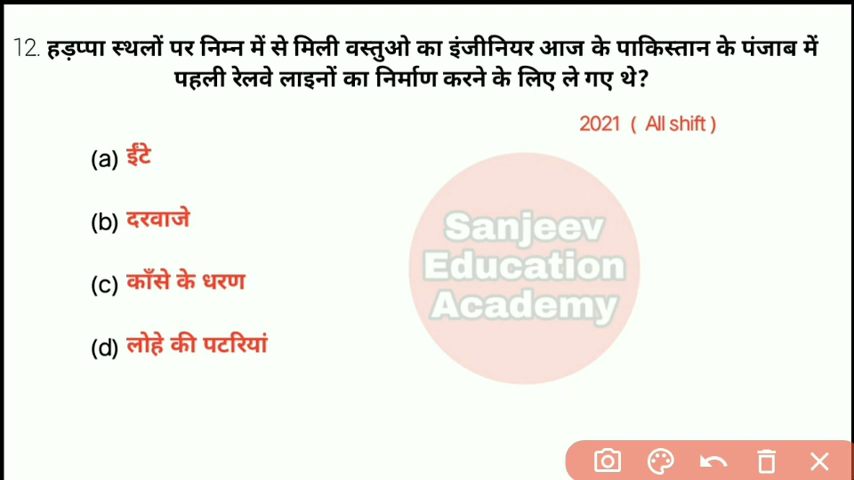 12. हड़प्पा स्थलों पर निम्न में से मिली वस्तुओ का इंजीनियर आज के पाकिस्तान के पंजाब में
पहली रेलवे लाइनों का निर्माण करने के लिए ले गए थे?
2021 ( All shift )
(a) ईंटे
(b) दरवाजे
(c) काँसे के धरण
(d) लोहे की पटरियां
Sanjeev
Education
Academy